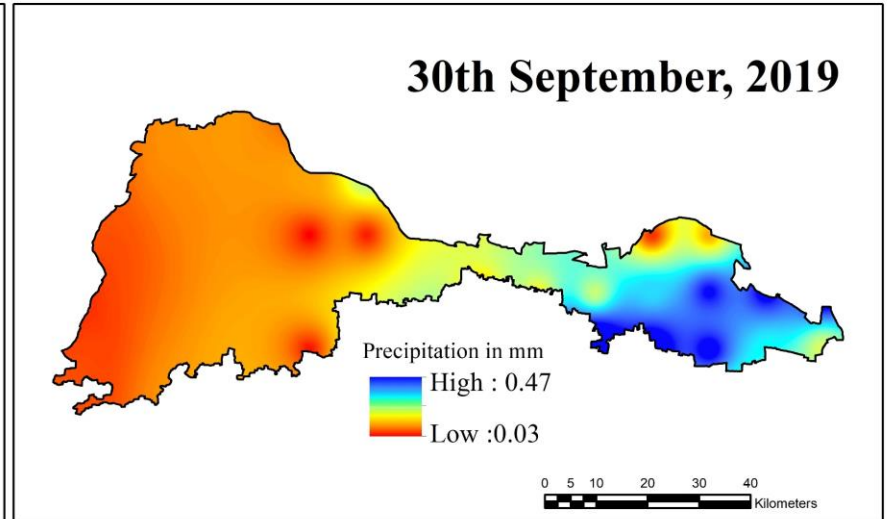 30th September, 2019
Precipitation in mm
High : 0.47
Low :0.03
0 5 10 20 30 40
Kilometers